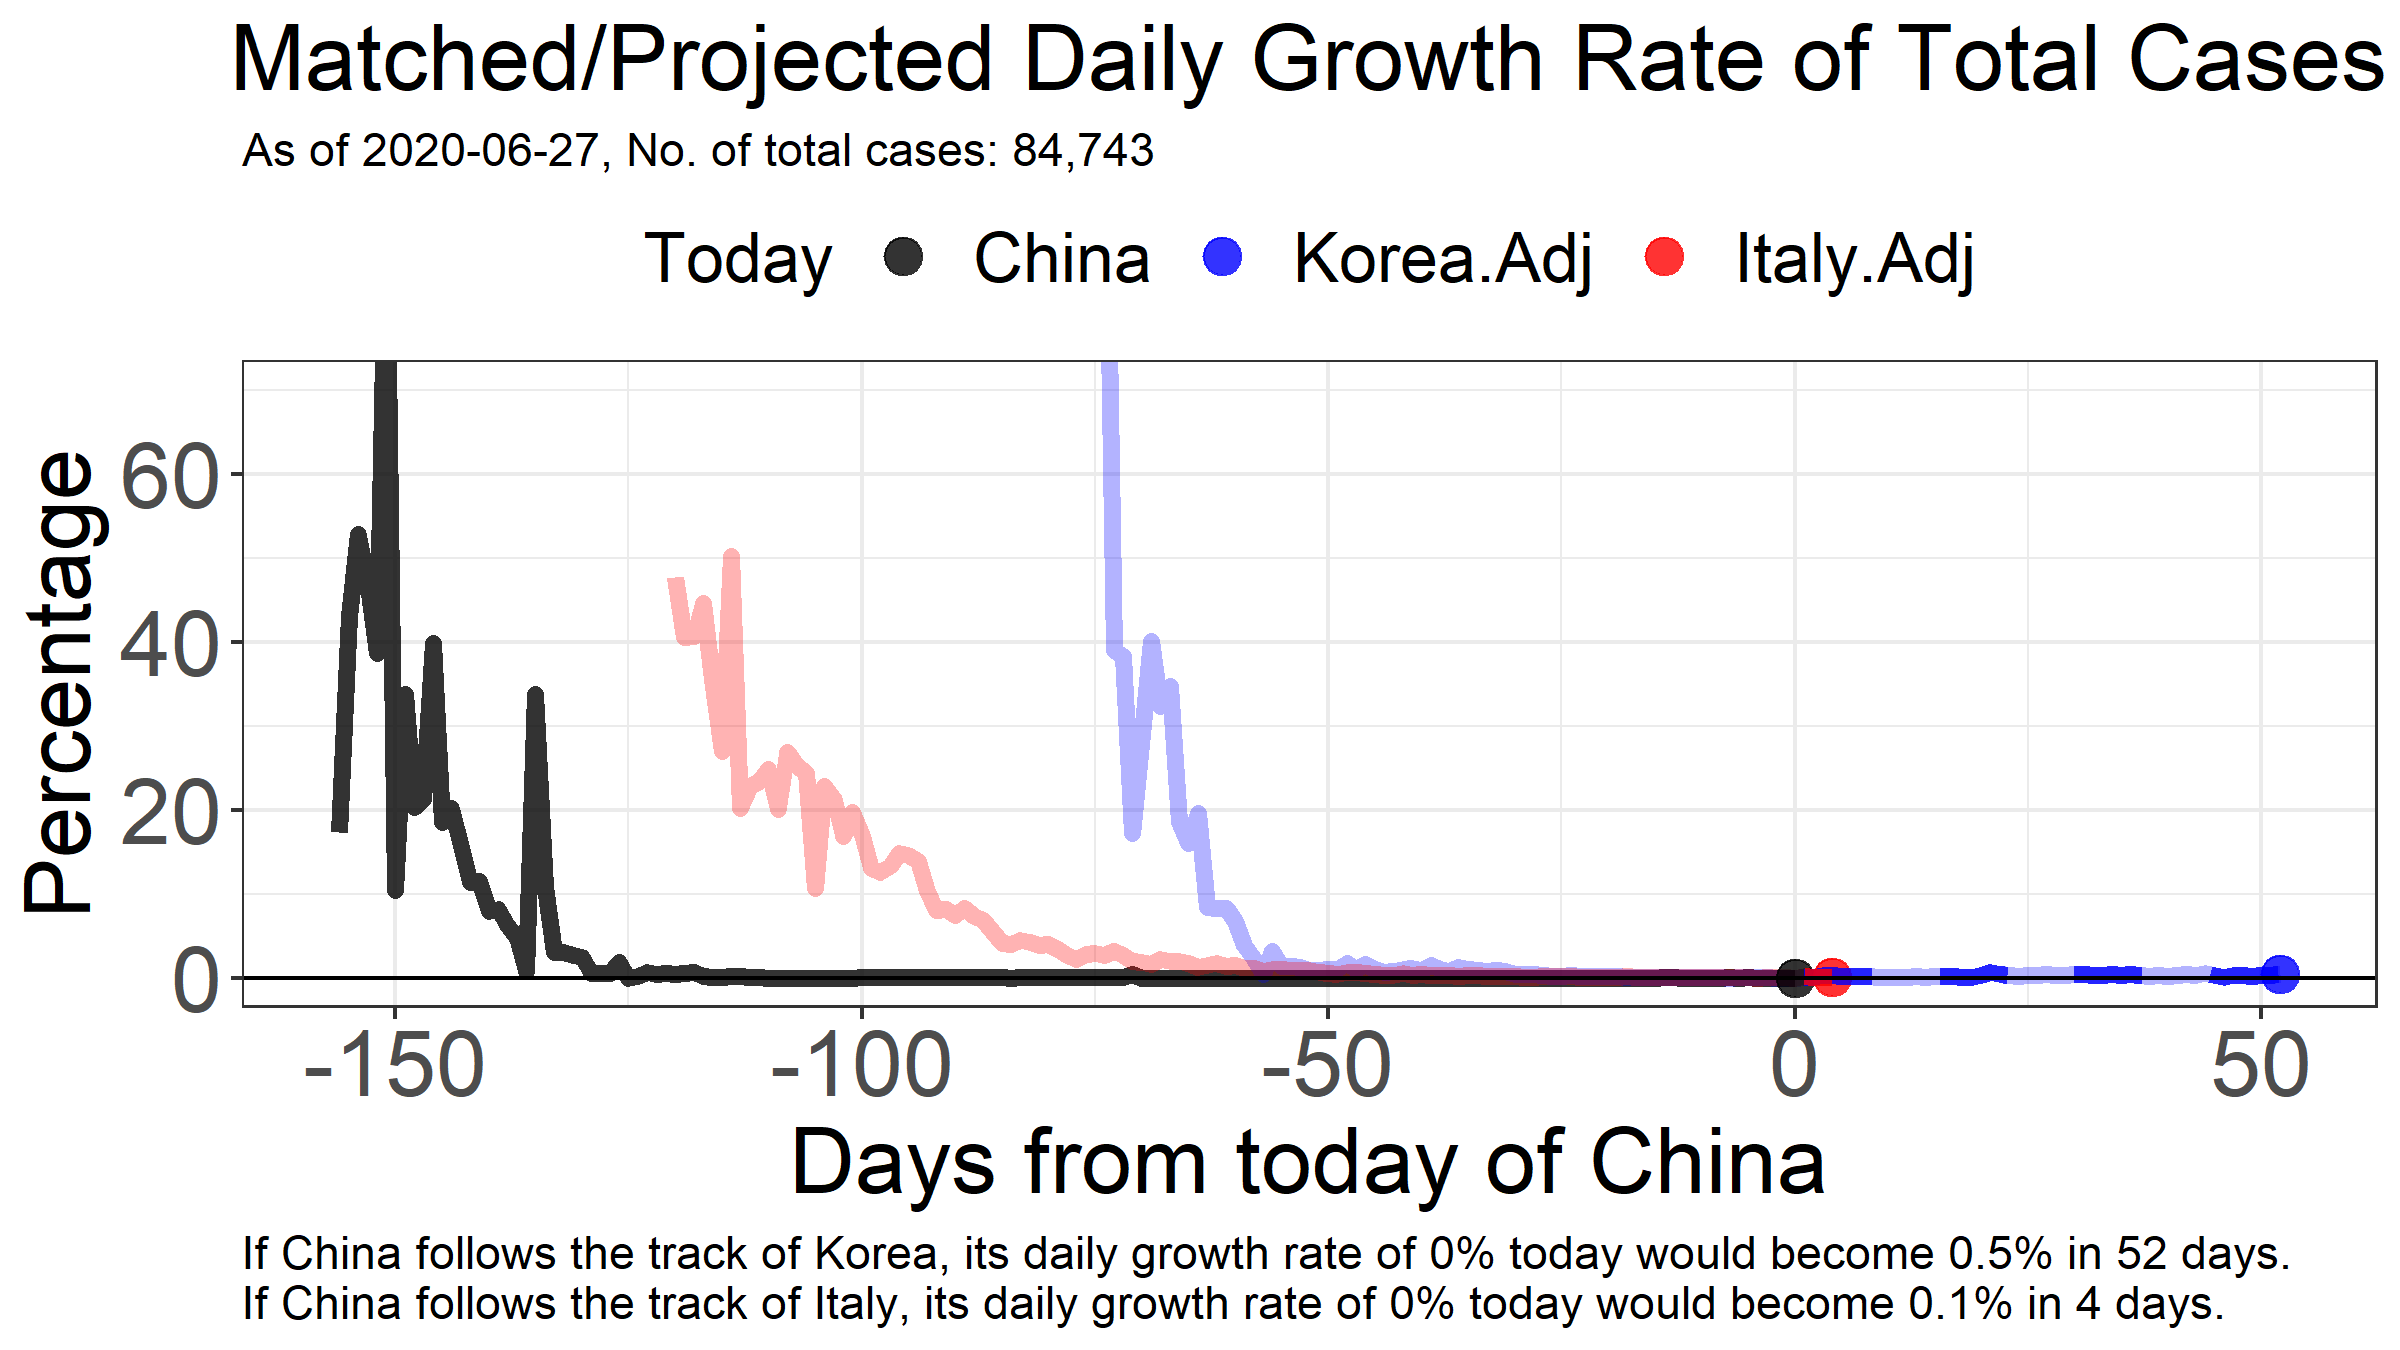 Matched/Projected Daily Growth Rate of Total Cases
As of 2020-06-27, No. of total cases: 84,743
Today China Korea.Adj Italy.Adj
Percentage
60
40
20
0
-150 -100 -50 0 50
Days from today of China
If China follows the track of Korea, its daily growth rate of 0% today would become 0.5% in 52 days.
If China follows the track of Italy, its daily growth rate of 0% today would become 0.1% in 4 days.